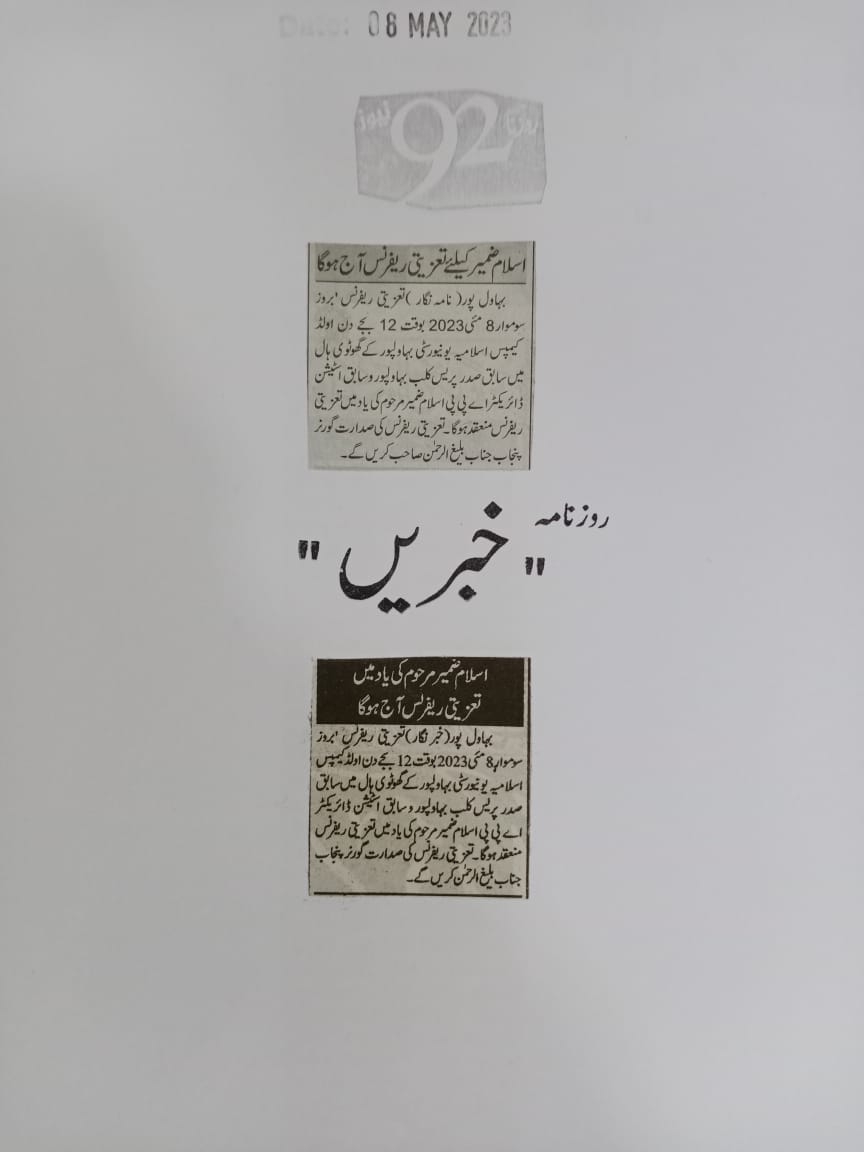 Date: 08 MAY 2023
روزنامہ 92 نیوز
اسلام ضمیر کیلئے تعزیتی ریفرنس آج ہوگا
بہاول پور( نامہ نگار )تعزیتی ریفرنس 'بروز
سوموار 8 مئی 2023 بوقت 12 بجے دن اولڈ
کیمپس اسلامیہ یونیورسٹی بہاولپور کے گھوٹوی ہال
میں سابق صدر پریس کلب بہاولپور و سابق اسٹیشن
ڈائریکٹر اے پی پی اسلام ضمیر مرحوم کی یاد میں تعزیتی
ریفرنس منعقد ہوگا۔ تعزیتی ریفرنس کی صدارت گورنر
پنجاب جناب بلیغ الرحمٰن صاحب کریں گے۔
روزنامہ
"خبریں"
اسلام ضمیر مرحوم کی یاد میں
تعزیتی ریفرنس آج ہوگا
بہاول پور(خبر نگار)تعزیتی ریفرنس 'بروز
سوموار 8 مئی 2023 بوقت 12 بجے دن اولڈ کیمپس
اسلامیہ یونیورسٹی بہاولپور کے گھوٹوی ہال میں سابق
صدر پریس کلب بہاولپور و سابق اسٹیشن ڈائریکٹر
اے پی پی اسلام ضمیر مرحوم کی یاد میں تعزیتی ریفرنس
منعقد ہوگا۔ تعزیتی ریفرنس کی صدارت گورنر پنجاب
جناب بلیغ الرحمٰن کریں گے۔